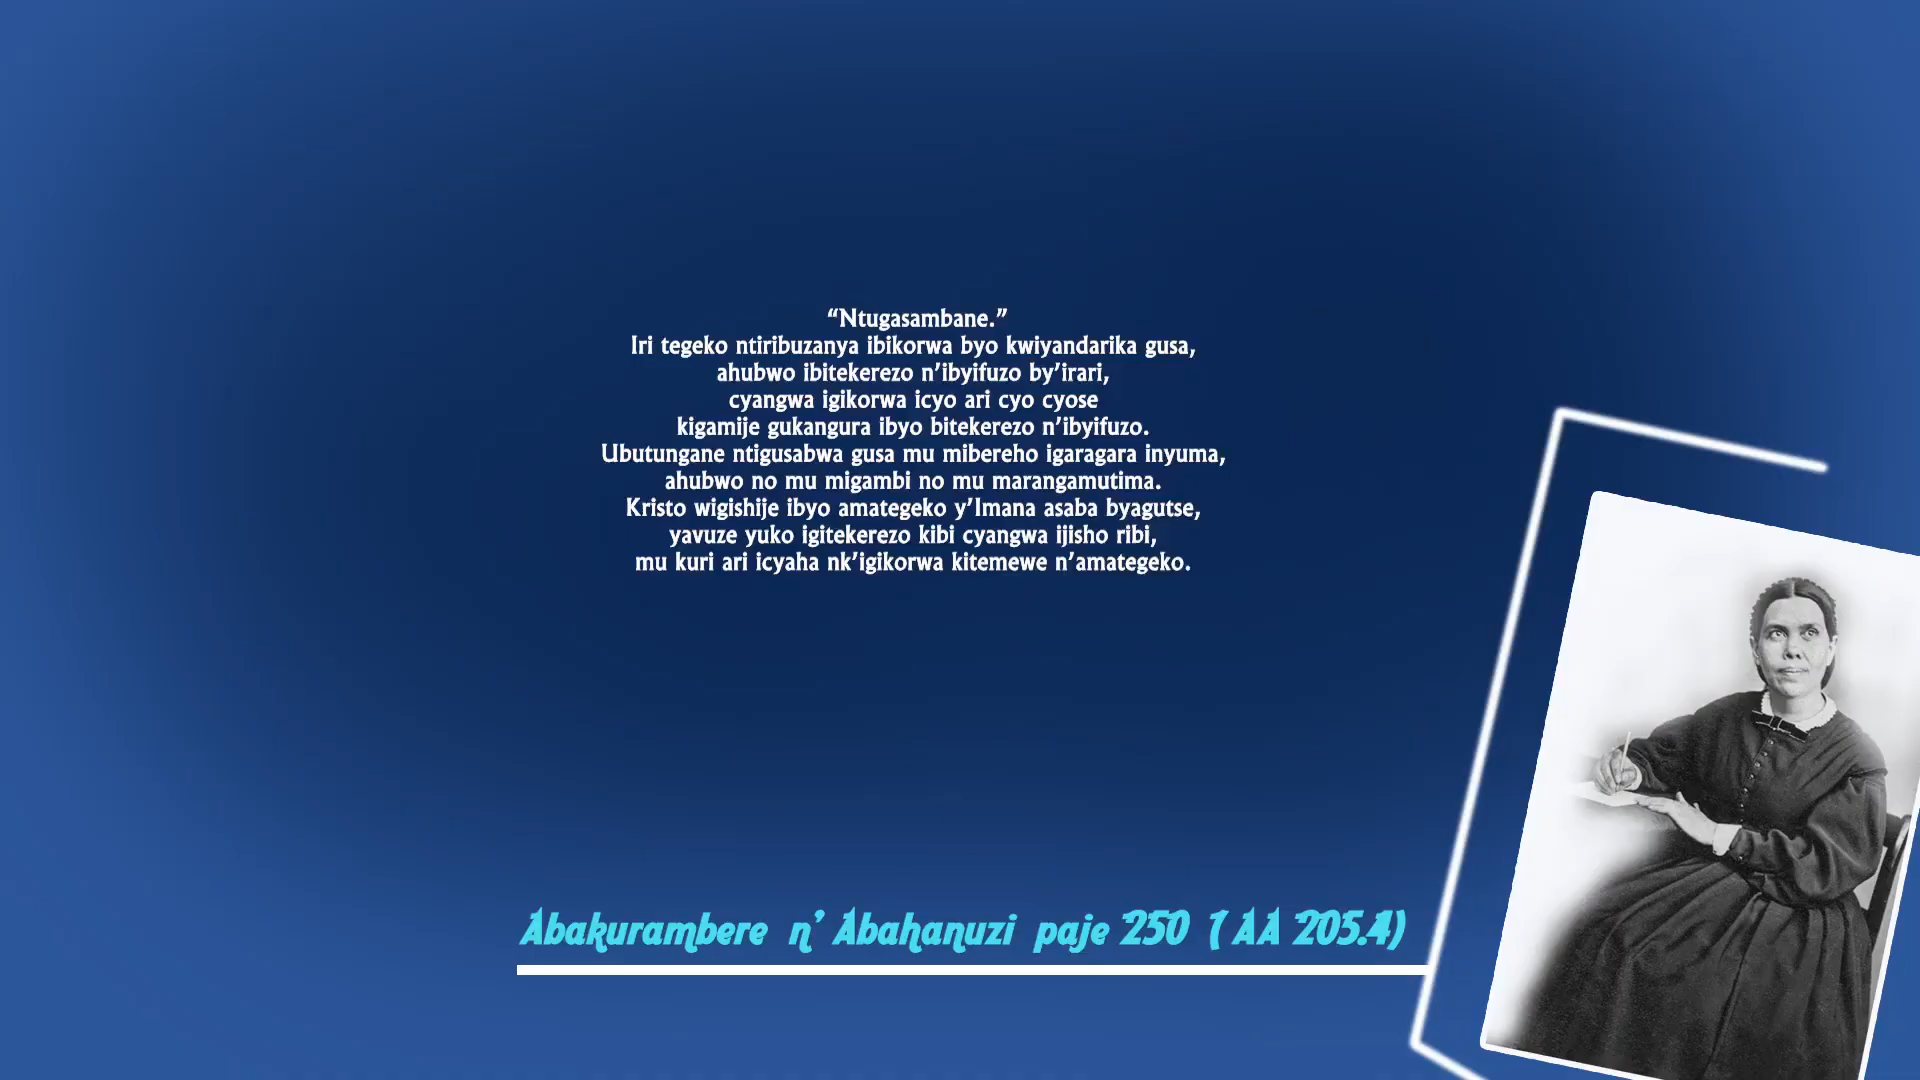 “Ntugasambane.”
Iri tegeko ntiribuzanya ibikorwa byo kwiyandarika gusa,
ahubwo ibitekerezo n’ibyifuzo by’irari,
cyangwa igikorwa icyo ari cyo cyose
kigamije gukangura ibyo bitekerezo n’ibyifuzo.
Ubutungane ntigusabwa gusa mu mibereho igaragara inyuma,
ahubwo no mu migambi no mu marangamutima.
Kristo wigishije ibyo amategeko y’Imana asaba byagutse,
yavuze yuko igitekerezo kibi cyangwa ijisho ribi,
mu kuri ari icyaha nk’igikorwa kitemewe n’amategeko.
Abakurambere n’ Abahanuzi paje 250 ( AA 205.4)